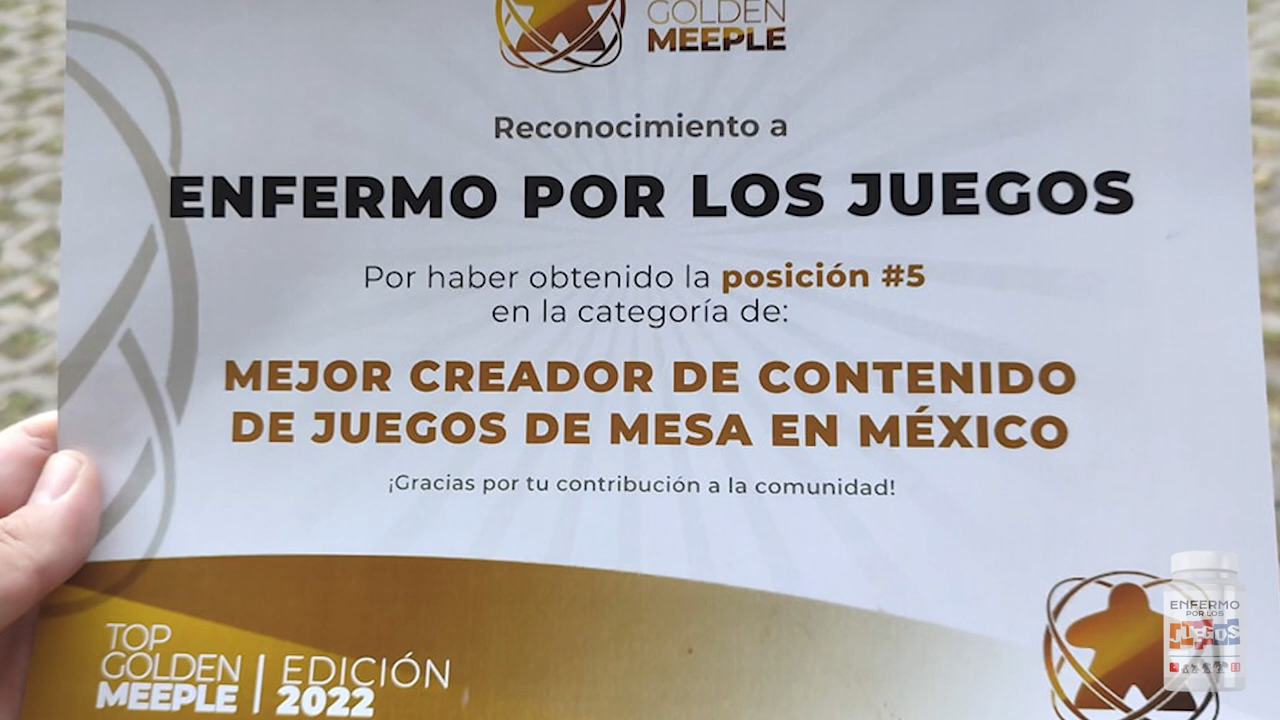 GOLDEN
MEEPLE
Reconocimiento a
ENFERMO POR LOS JUEGOS
Por haber obtenido la posición #5
en la categoría de:
MEJOR CREADOR DE CONTENIDO
DE JUEGOS DE MESA EN MÉXICO
¡Gracias por tu contribución a la comunidad!
TOP
GOLDEN
MEEPLE
EDICIÓN
2022
ENFERMO
POR LOS
JUEGOS